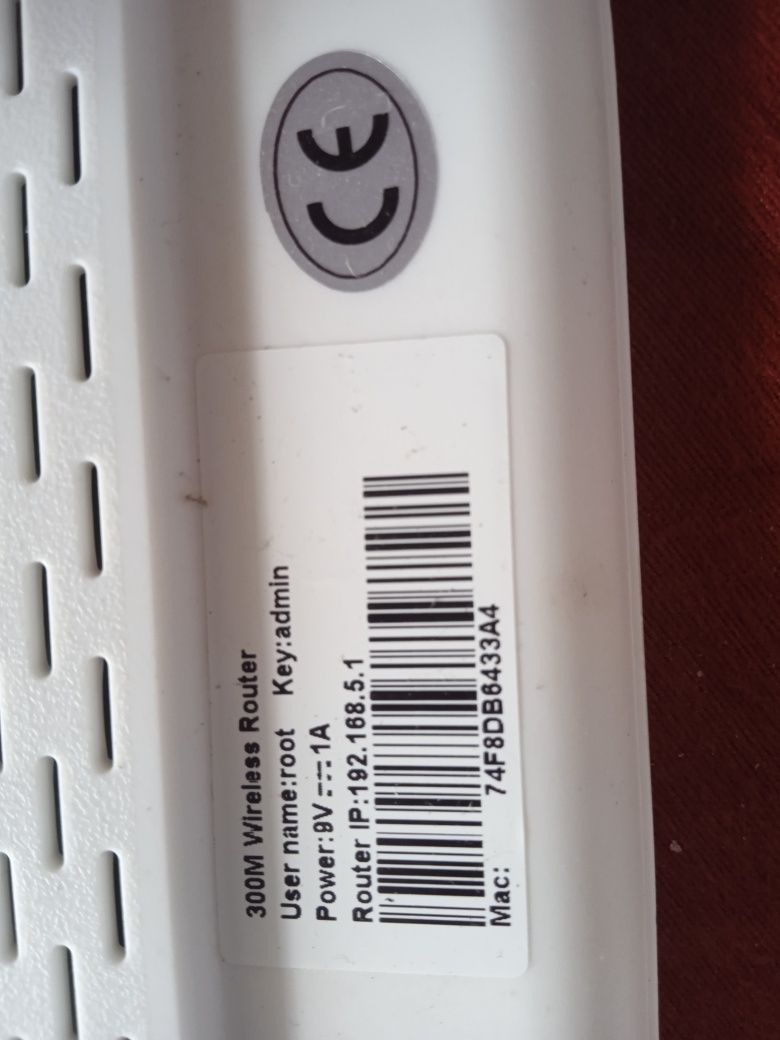 CE
300M Wireless Router
User name:root Key:admin
Power:9V⎓1A
Router IP:192.168.5.1
Mac: 74F8DB6433A4